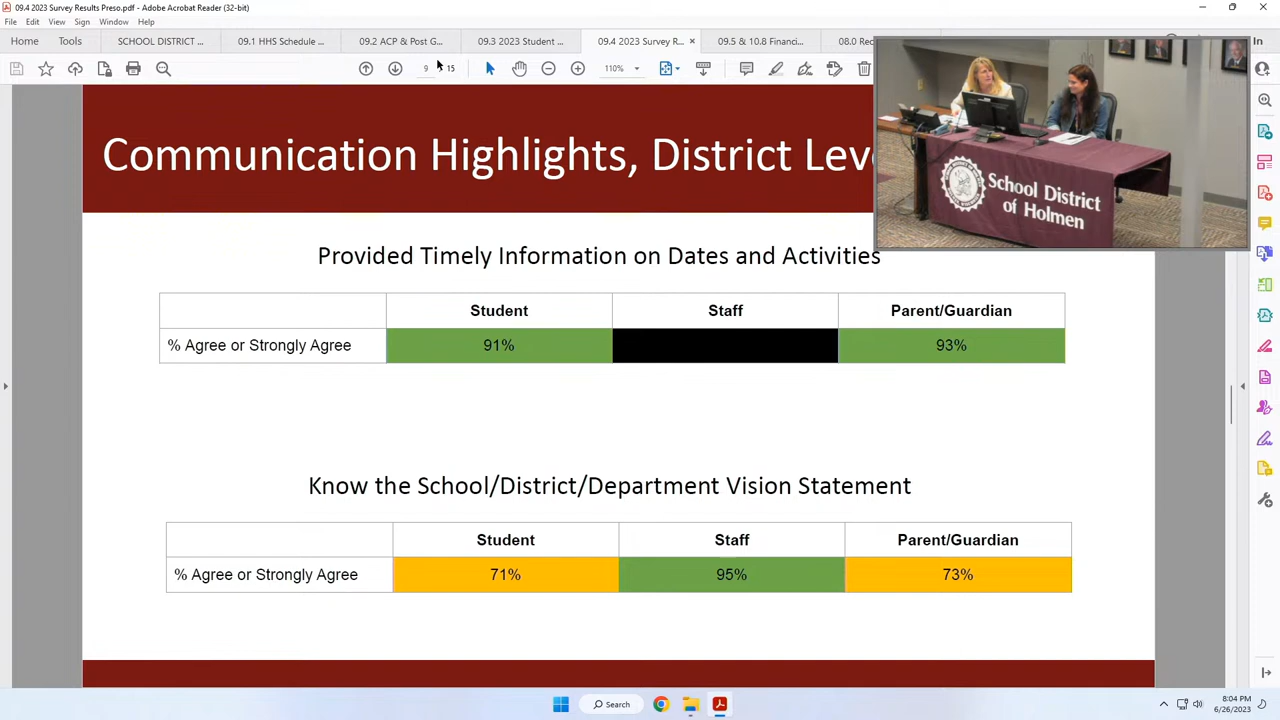 09.4 2023 Survey Results Preso.pdf - Adobe Acrobat Reader (32-bit)
File Edit View Sign Window Help
Home Tools SCHOOL DISTRICT ... 09.1 HHS Schedule ... 09.2 ACP & Post G... 09.3 2023 Student ... 09.4 2023 Survey R... × 09.5 & 10.8 Financi... 08.0 Rec In
9 15 110%
Communication Highlights, District Leve
School District
of Holmen
Provided Timely Information on Dates and Activities
Student Staff Parent/Guardian
% Agree or Strongly Agree 91% 93%
Know the School/District/Department Vision Statement
Student Staff Parent/Guardian
% Agree or Strongly Agree 71% 95% 73%
Search
8:04 PM
6/26/2023